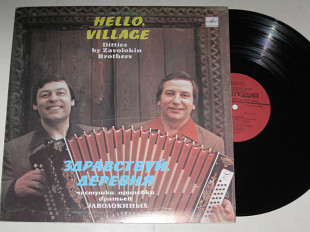 HELLO,
VILLAGE
Ditties
by Zavolokin
Brothers
ЗДРАВСТВУЙ,
ДЕРЕВНЯ
частушки, припевки
братьев
ЗАВОЛОКИНЫХ